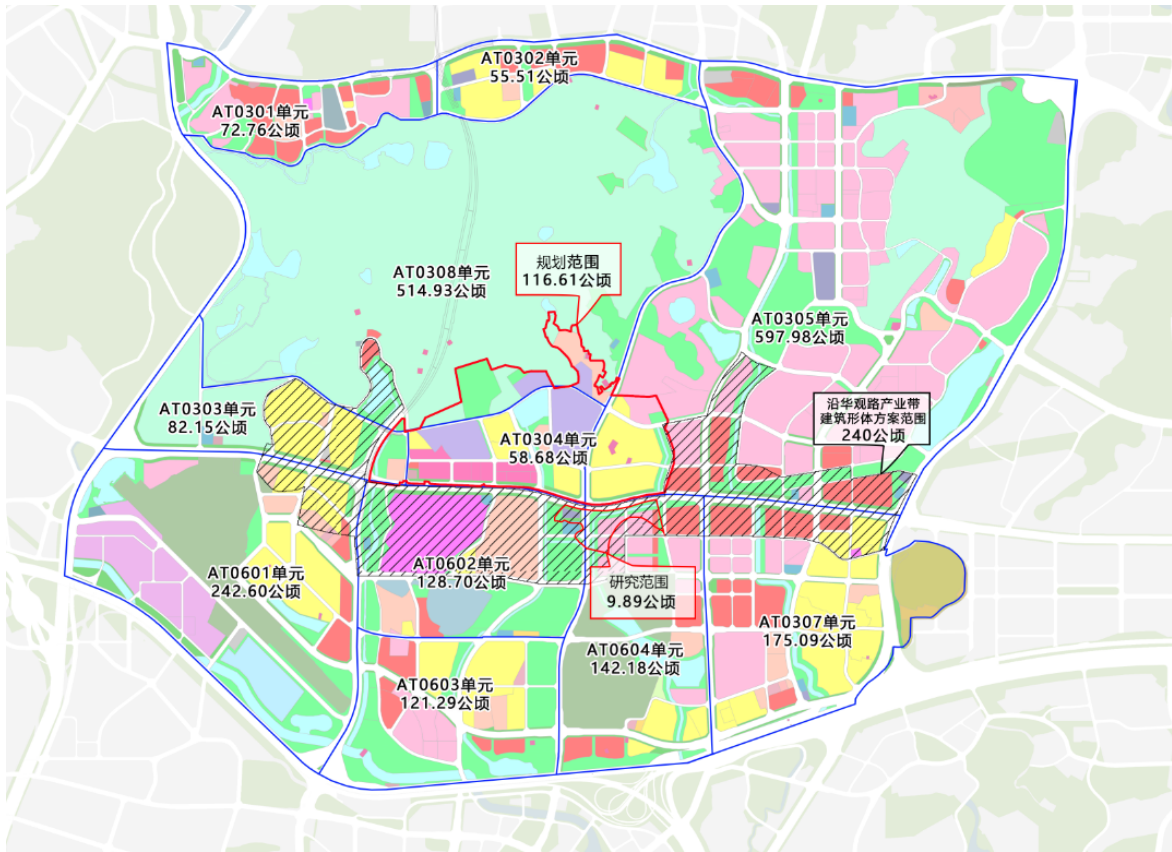 AT0302单元
55.51公顷
AT0301单元
72.76公顷
规划范围
116.61公顷
AT0308单元
514.93公顷
AT0305单元
597.98公顷
沿华观路产业带
建筑形体方案范围
240公顷
AT0303单元
82.15公顷
AT0304单元
58.68公顷
AT0602单元
128.70公顷
AT0601单元
242.60公顷
研究范围
9.89公顷
AT0307单元
175.09公顷
AT0604单元
142.18公顷
AT0603单元
121.29公顷